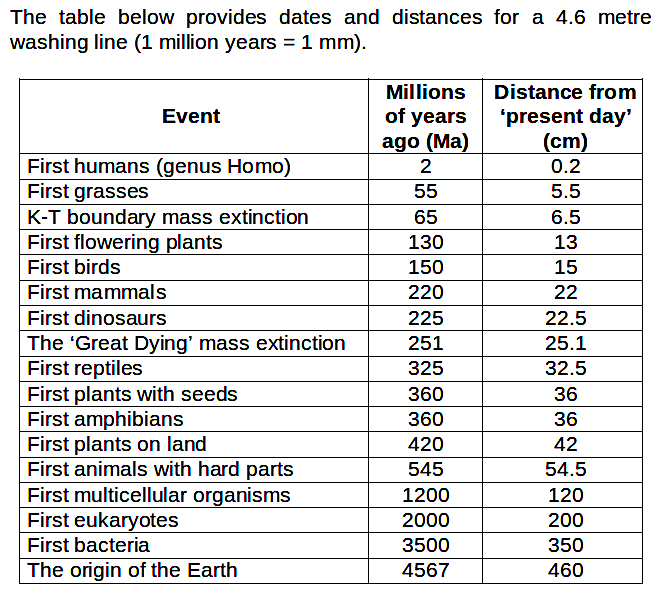 The table below provides dates and distances for a 4.6 metre
washing line (1 million years = 1 mm).
Event Millions of years ago (Ma) Distance from ‘present day’ (cm)
First humans (genus Homo) 2 0.2
First grasses 55 5.5
K-T boundary mass extinction 65 6.5
First flowering plants 130 13
First birds 150 15
First mammals 220 22
First dinosaurs 225 22.5
The ‘Great Dying’ mass extinction 251 25.1
First reptiles 325 32.5
First plants with seeds 360 36
First amphibians 360 36
First plants on land 420 42
First animals with hard parts 545 54.5
First multicellular organisms 1200 120
First eukaryotes 2000 200
First bacteria 3500 350
The origin of the Earth 4567 460